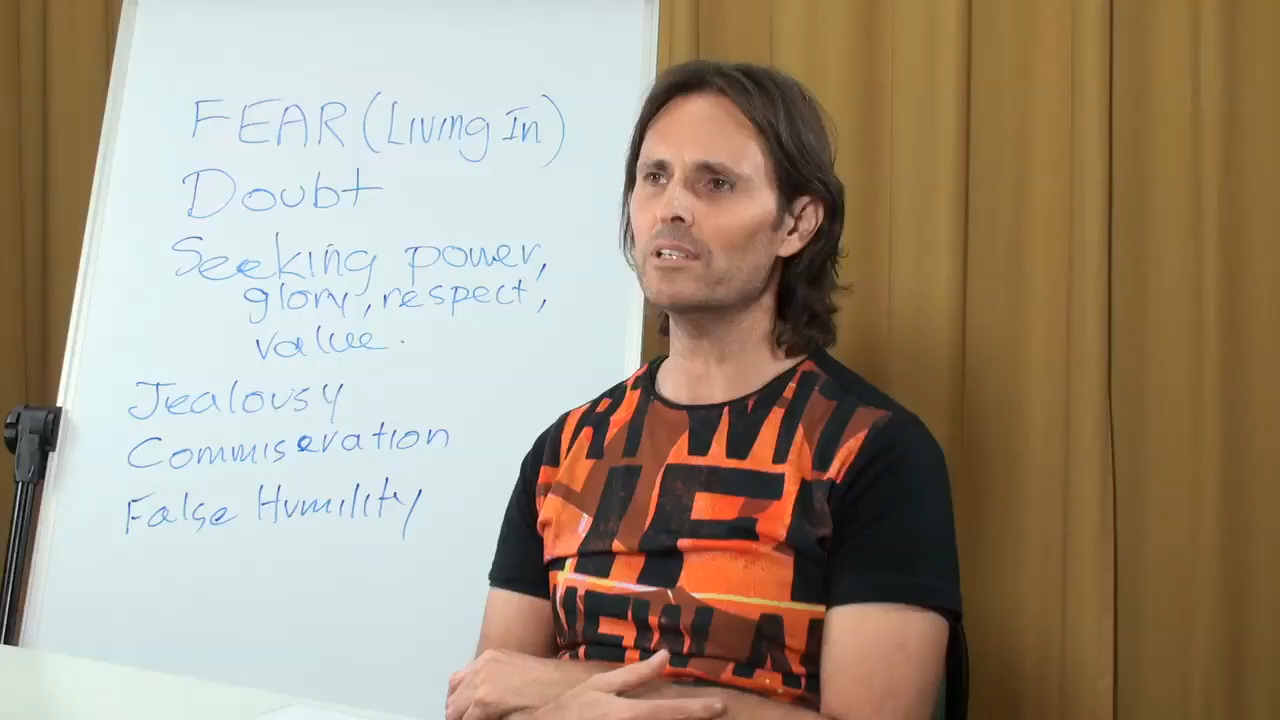 FEAR (Living In)
Doubt
Seeking power,
glory, respect,
value.
Jealousy
Commiseration
False Humility